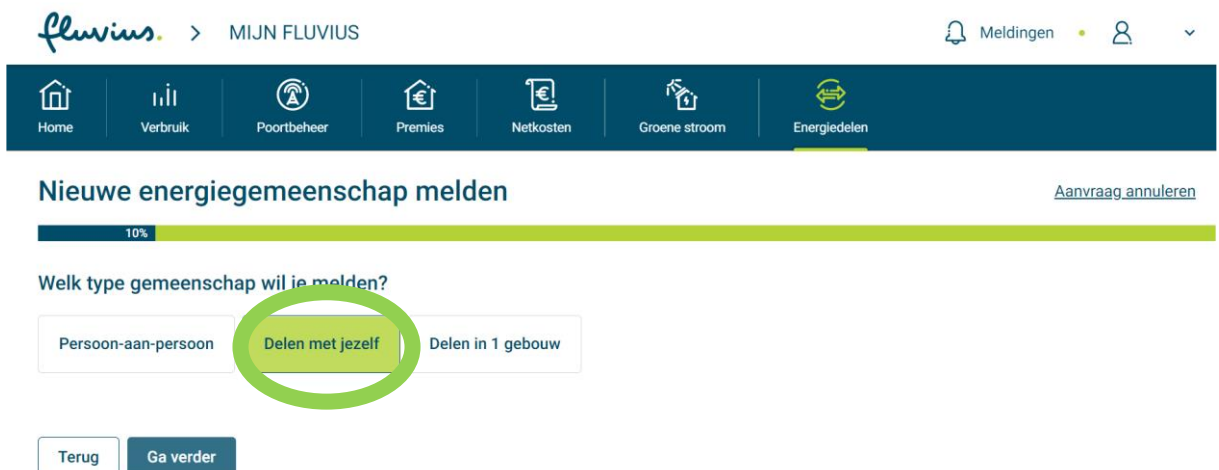 fluvius. > MIJN FLUVIUS Meldingen
Home Verbruik Poortbeheer Premies Netkosten Groene stroom Energiedelen
Nieuwe energiegemeenschap melden Aanvraag annuleren
10%
Welk type gemeenschap wil je melden?
Persoon-aan-persoon Delen met jezelf Delen in 1 gebouw
Terug Ga verder